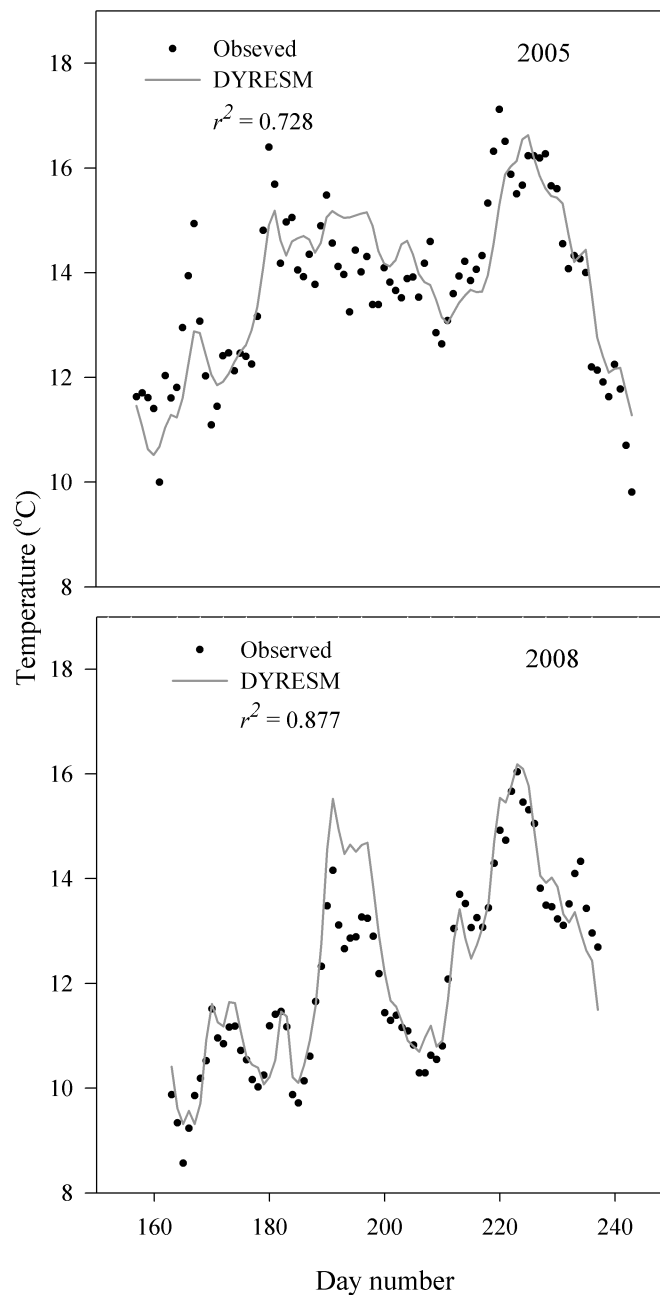 18
16
14
12
10
8
Obseved
DYRESM
r² = 0.728
2005
Temperature (°C)
18
16
14
12
10
8
Observed
DYRESM
r² = 0.877
2008
160 180 200 220 240
Day number